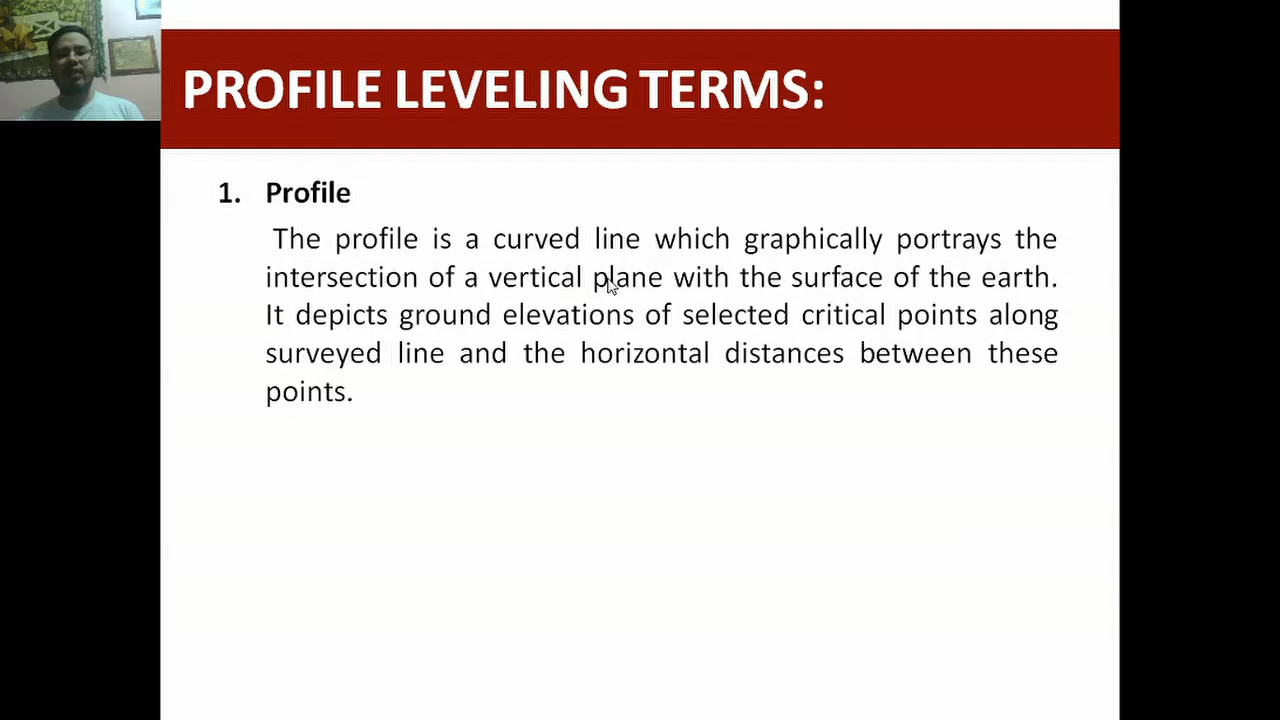 PROFILE LEVELING TERMS:
1. Profile
The profile is a curved line which graphically portrays the
intersection of a vertical plane with the surface of the earth.
It depicts ground elevations of selected critical points along
surveyed line and the horizontal distances between these
points.